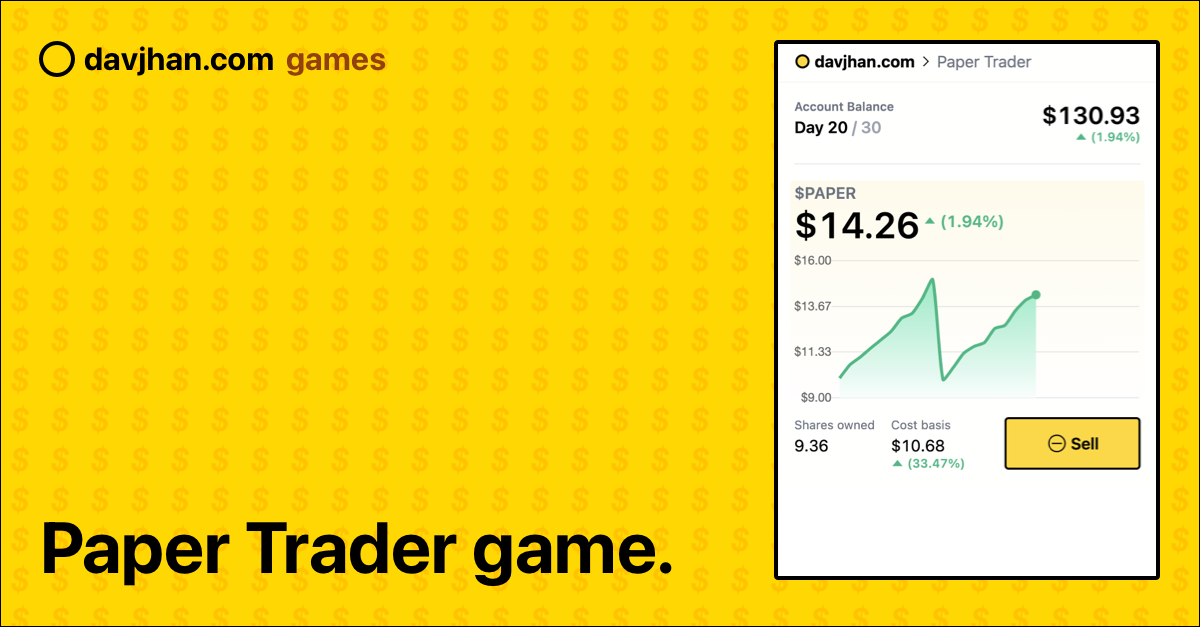 davjhan.com games
davjhan.com > Paper Trader
Account Balance
Day 20 / 30
$130.93
▲ (1.94%)
$PAPER
$14.26 ▲ (1.94%)
$16.00
$13.67
$11.33
$9.00
Shares owned
9.36
Cost basis
$10.68
▲ (33.47%)
Sell
Paper Trader game.